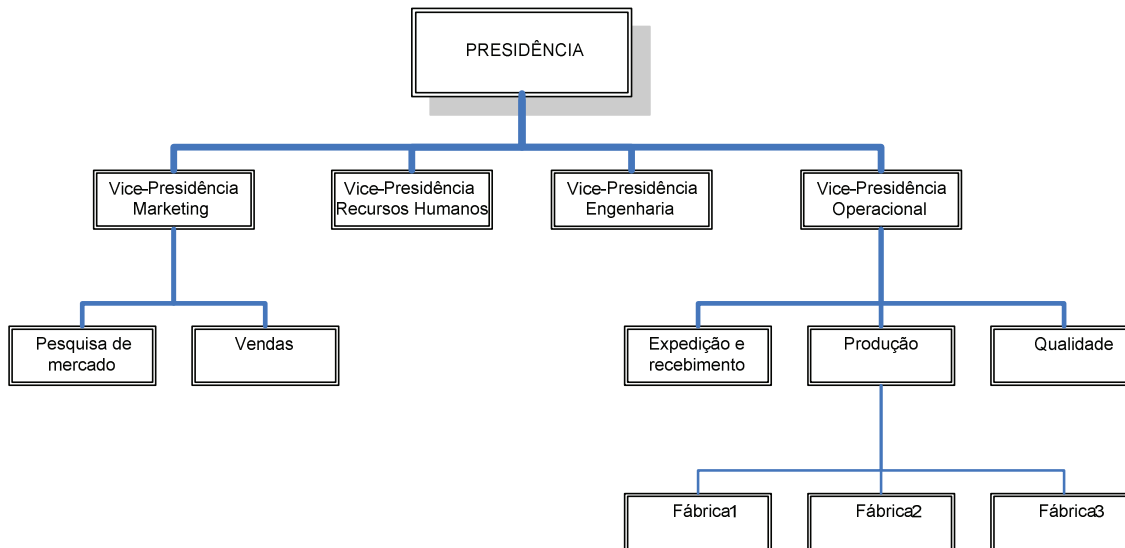 PRESIDÊNCIA
Vice-Presidência
Marketing
Vice-Presidência
Recursos Humanos
Vice-Presidência
Engenharia
Vice-Presidência
Operacional
Pesquisa de
mercado
Vendas
Expedição e
recebimento
Produção
Qualidade
Fábrica1
Fábrica2
Fábrica3